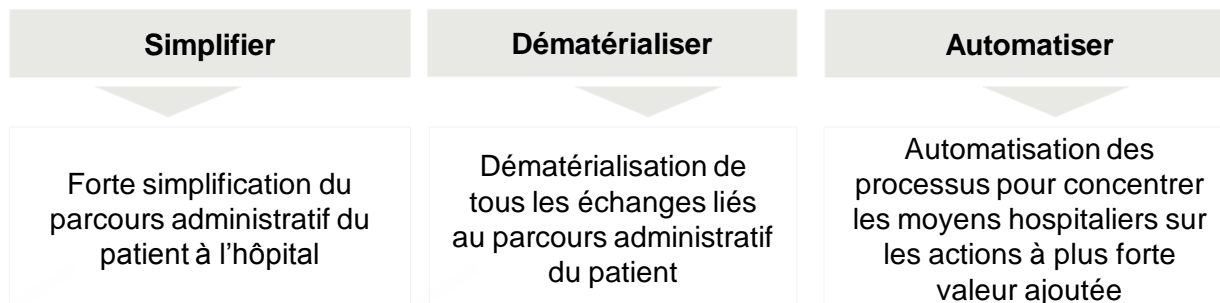 Simplifier
Dématérialiser
Automatiser
Forte simplification du
parcours administratif du
patient à l’hôpital
Dématérialisation de
tous les échanges liés
au parcours administratif
du patient
Automatisation des
processus pour concentrer
les moyens hospitaliers sur
les actions à plus forte
valeur ajoutée